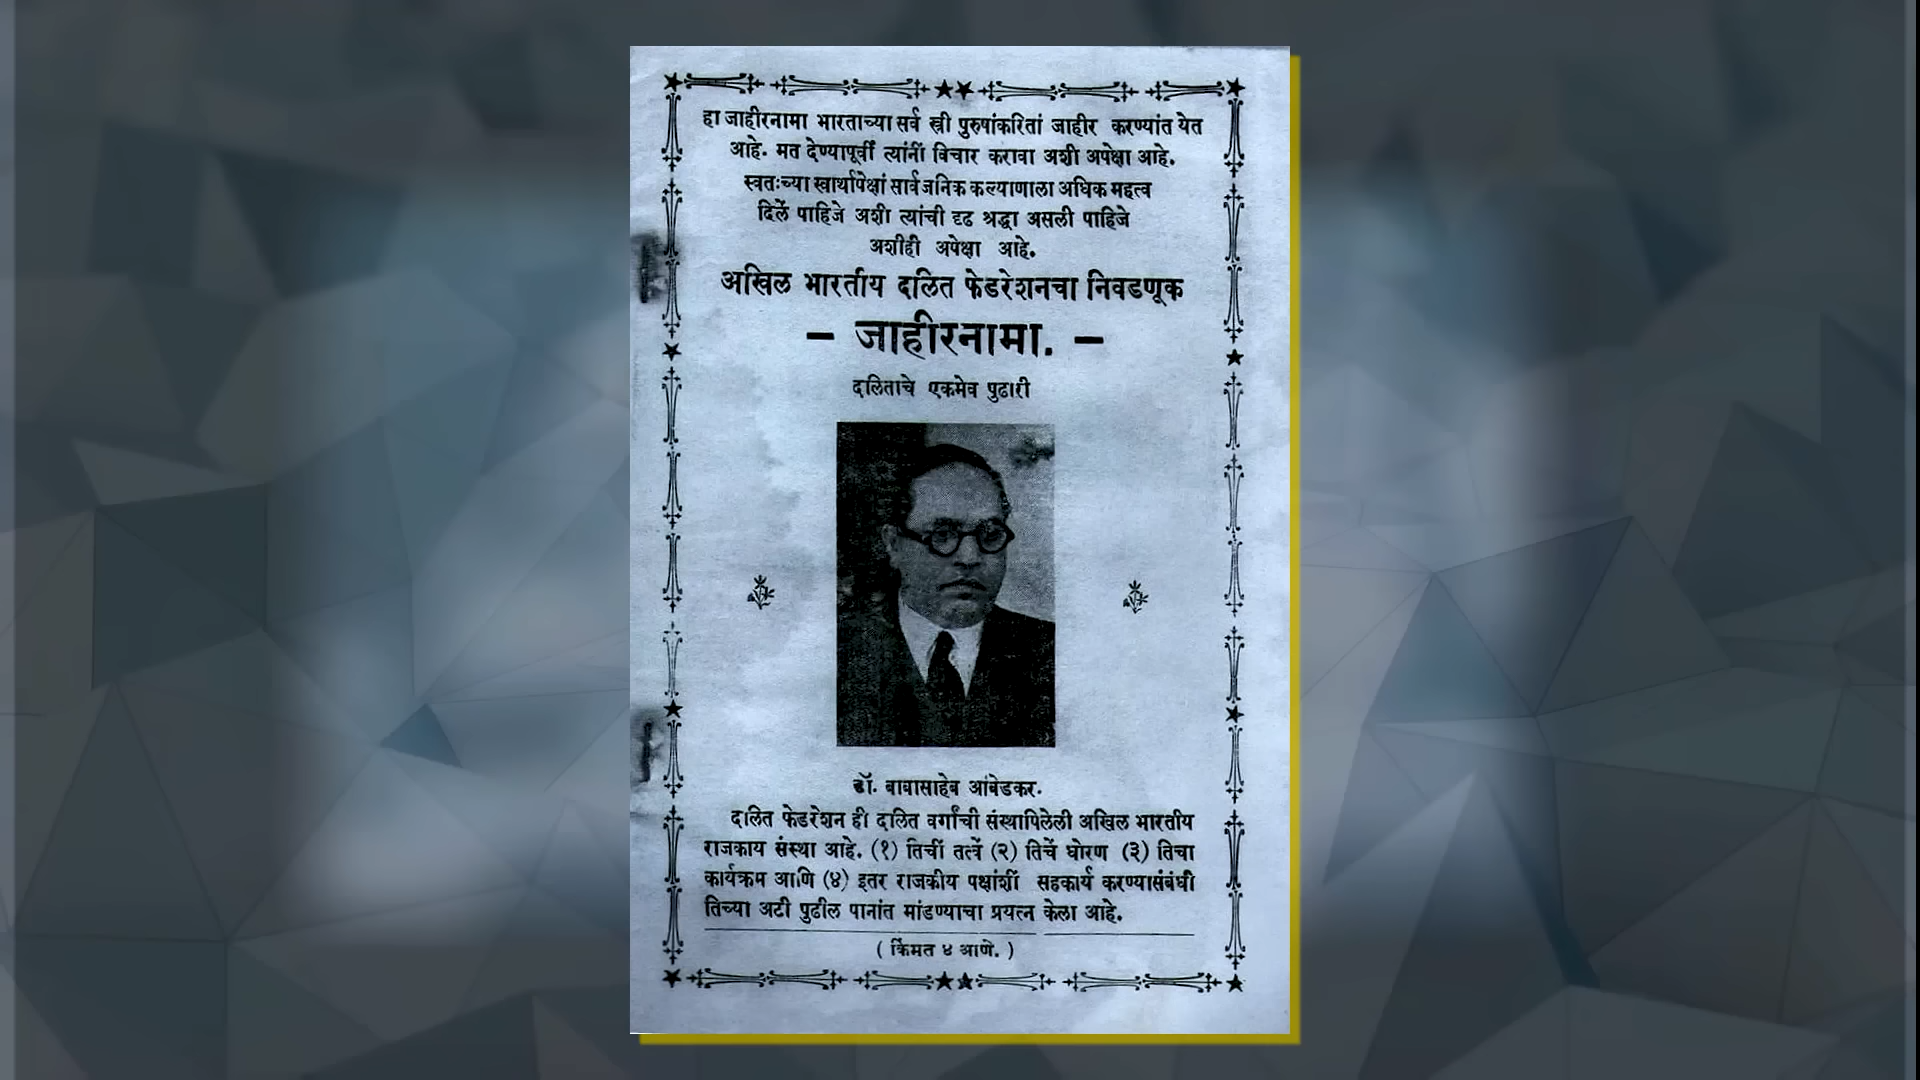 हा जाहीरनामा भारताच्या सर्व स्त्री पुरुषांकरितां जाहीर करण्यांत येत
आहे. मत देण्यापूर्वी त्यांनीं विचार करावा अशी अपेक्षा आहे.
स्वतःच्या स्वार्थापेक्षां सार्वजनिक कल्याणाला अधिक महत्व
दिलें पाहिजे अशी त्यांची दृढ श्रद्धा असली पाहिजे
अशीही अपेक्षा आहे.
अखिल भारतीय दलित फेडरेशनचा निवडणूक
– जाहीरनामा. –
दलिताचे एकमेव पुढारी
डॉ. बाबासाहेब आंबेडकर.
दलित फेडरेशन ही दलित वर्गांची संस्थापिलेली अखिल भारतीय
राजकाय संस्था आहे. (१) तिचीं तत्वें (२) तिचें धोरण (३) तिचा
कार्यक्रम आणि (४) इतर राजकीय पक्षांशीं सहकार्य करण्यासंबंधी
तिच्या अटी पुढील पानांत मांडण्याचा प्रयत्न केला आहे.
( किंमत ४ आणे. )